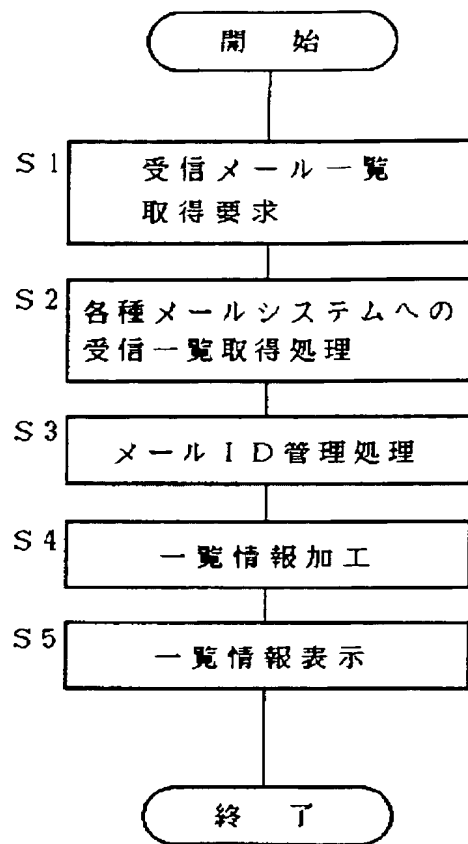 開始
S1
受信メール一覧
取得要求
S2
各種メールシステムへの
受信一覧取得処理
S3
メールID管理処理
S4
一覧情報加工
S5
一覧情報表示
終了